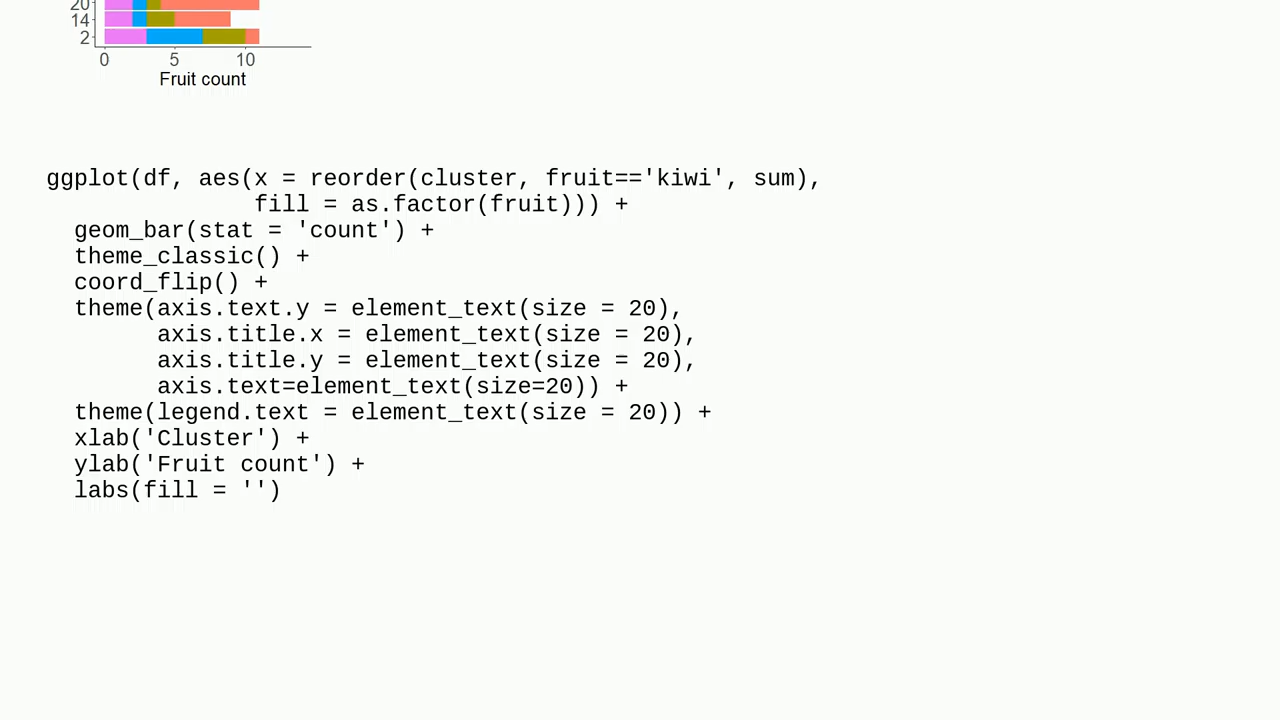 20
14
2
0 5 10
Fruit count
ggplot(df, aes(x = reorder(cluster, fruit=='kiwi', sum),
fill = as.factor(fruit))) +
geom_bar(stat = 'count') +
theme_classic() +
coord_flip() +
theme(axis.text.y = element_text(size = 20),
axis.title.x = element_text(size = 20),
axis.title.y = element_text(size = 20),
axis.text=element_text(size=20)) +
theme(legend.text = element_text(size = 20)) +
xlab('Cluster') +
ylab('Fruit count') +
labs(fill = '')